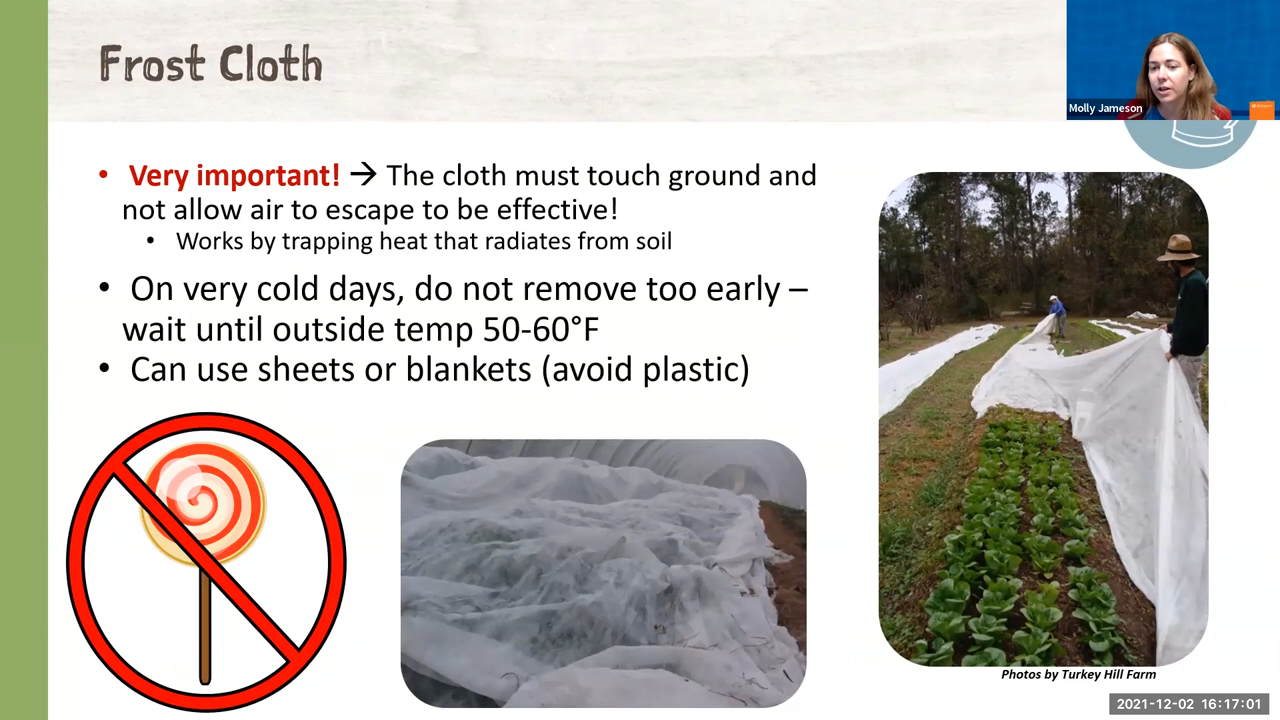 Frost Cloth
Molly Jameson
• Very important! → The cloth must touch ground and
not allow air to escape to be effective!
• Works by trapping heat that radiates from soil
• On very cold days, do not remove too early –
wait until outside temp 50-60°F
• Can use sheets or blankets (avoid plastic)
Photos by Turkey Hill Farm
2021-12-02 16:17:01